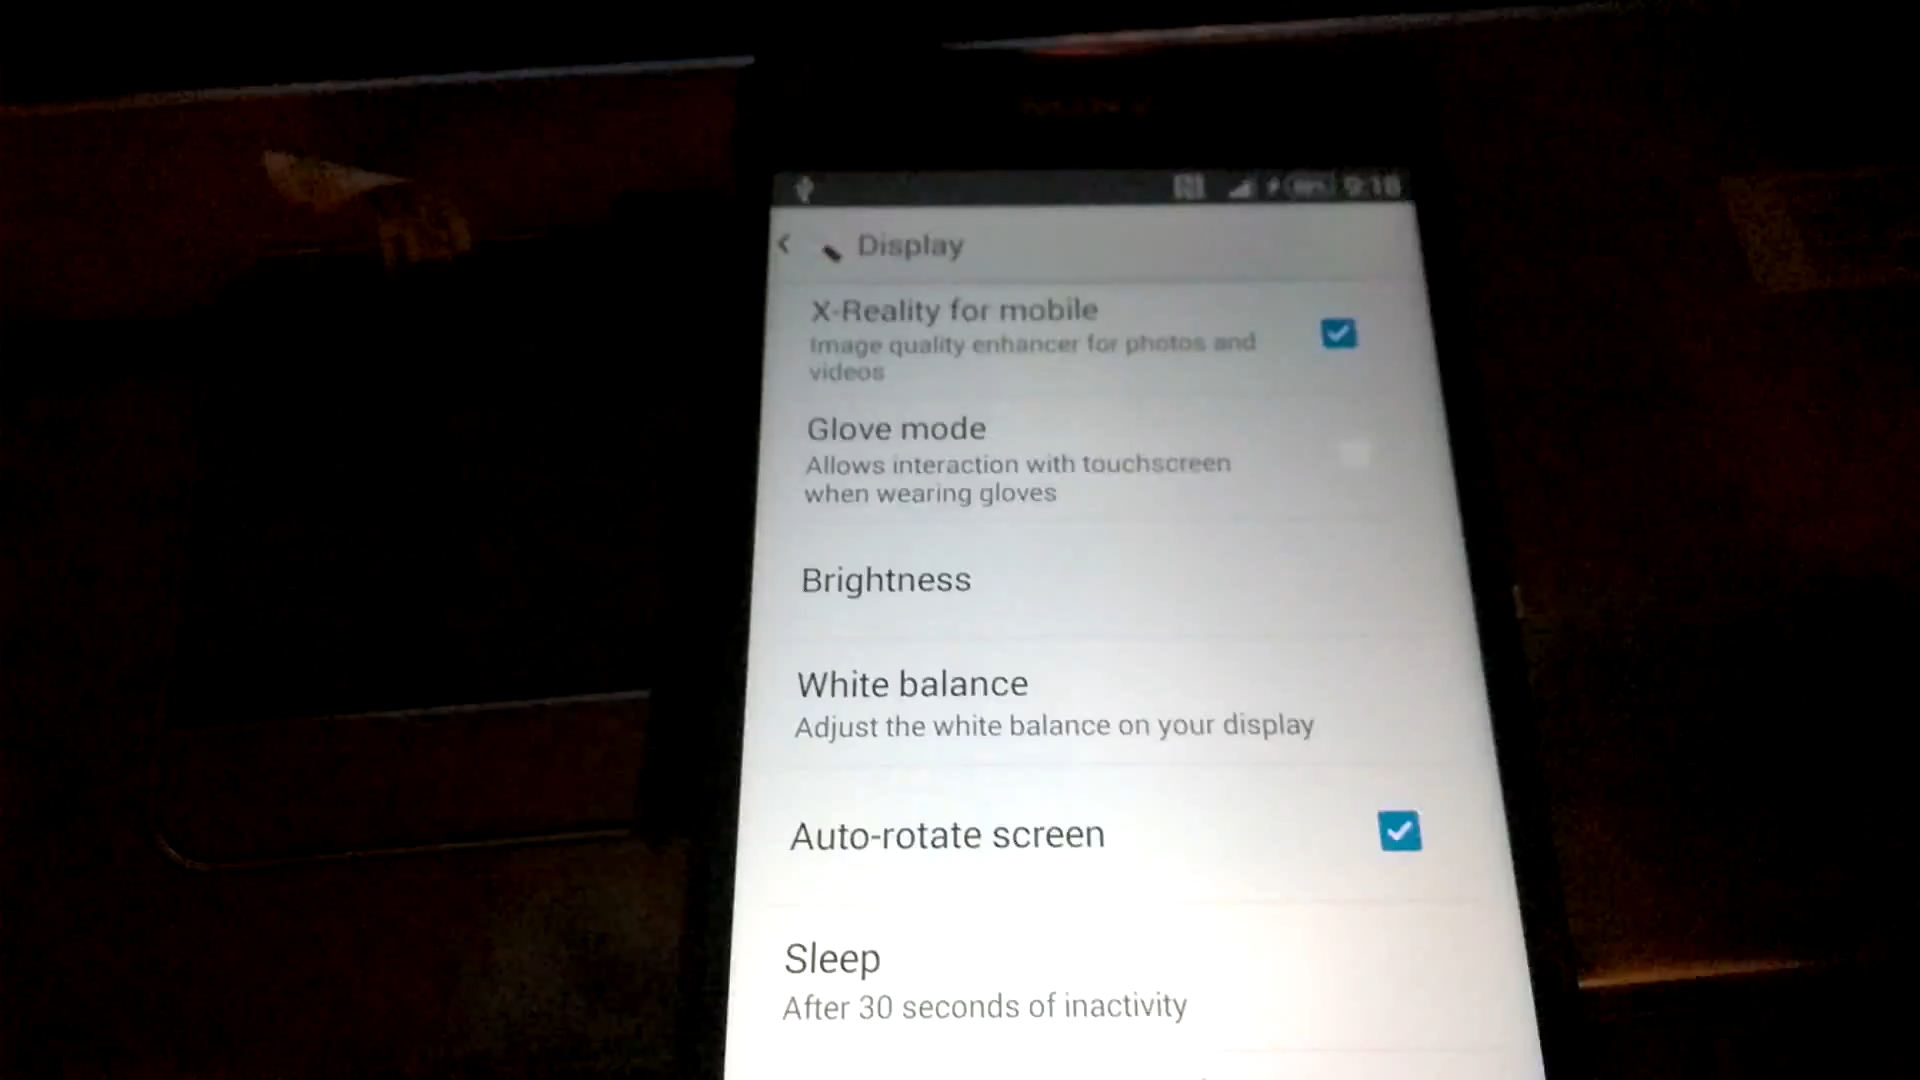 9:18
Display
X-Reality for mobile
Image quality enhancer for photos and
videos
Glove mode
Allows interaction with touchscreen
when wearing gloves
Brightness
White balance
Adjust the white balance on your display
Auto-rotate screen
Sleep
After 30 seconds of inactivity